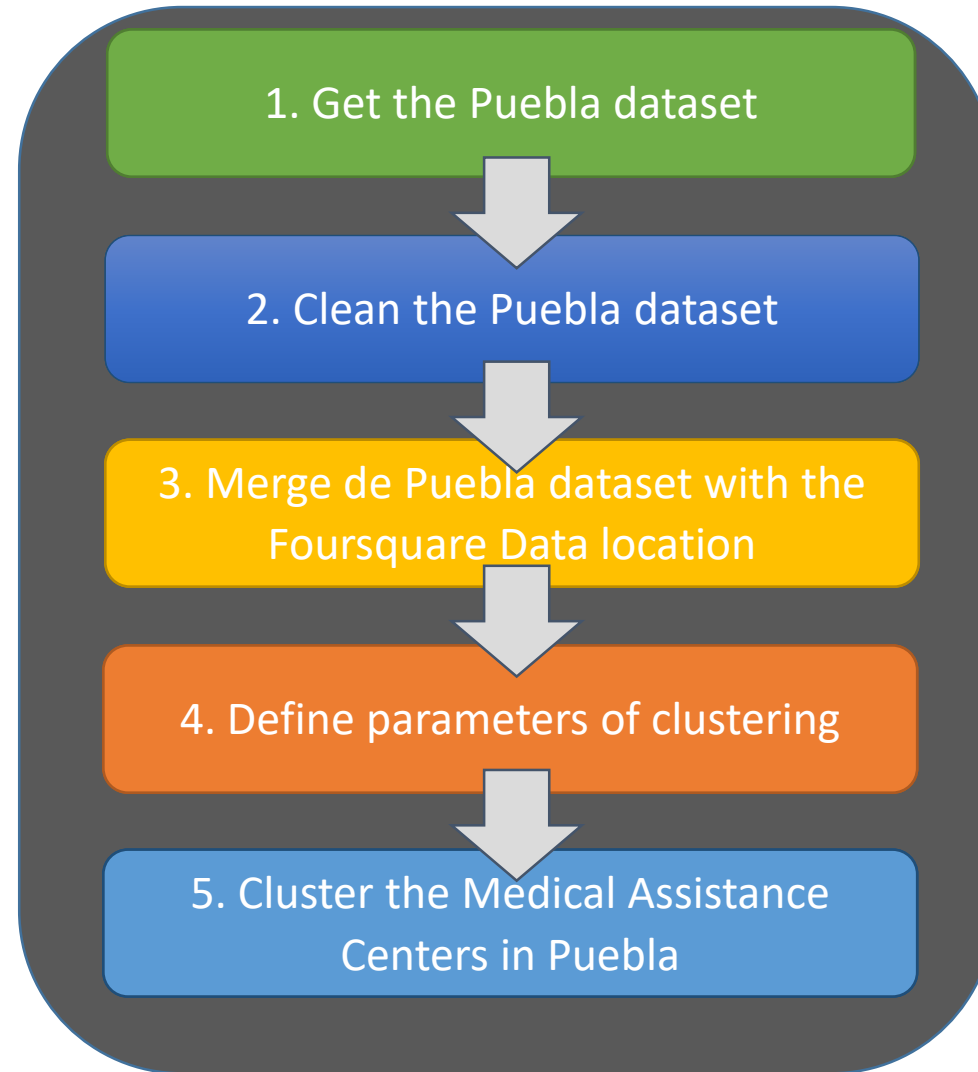 1. Get the Puebla dataset
2. Clean the Puebla dataset
3. Merge de Puebla dataset with the
Foursquare Data location
4. Define parameters of clustering
5. Cluster the Medical Assistance
Centers in Puebla